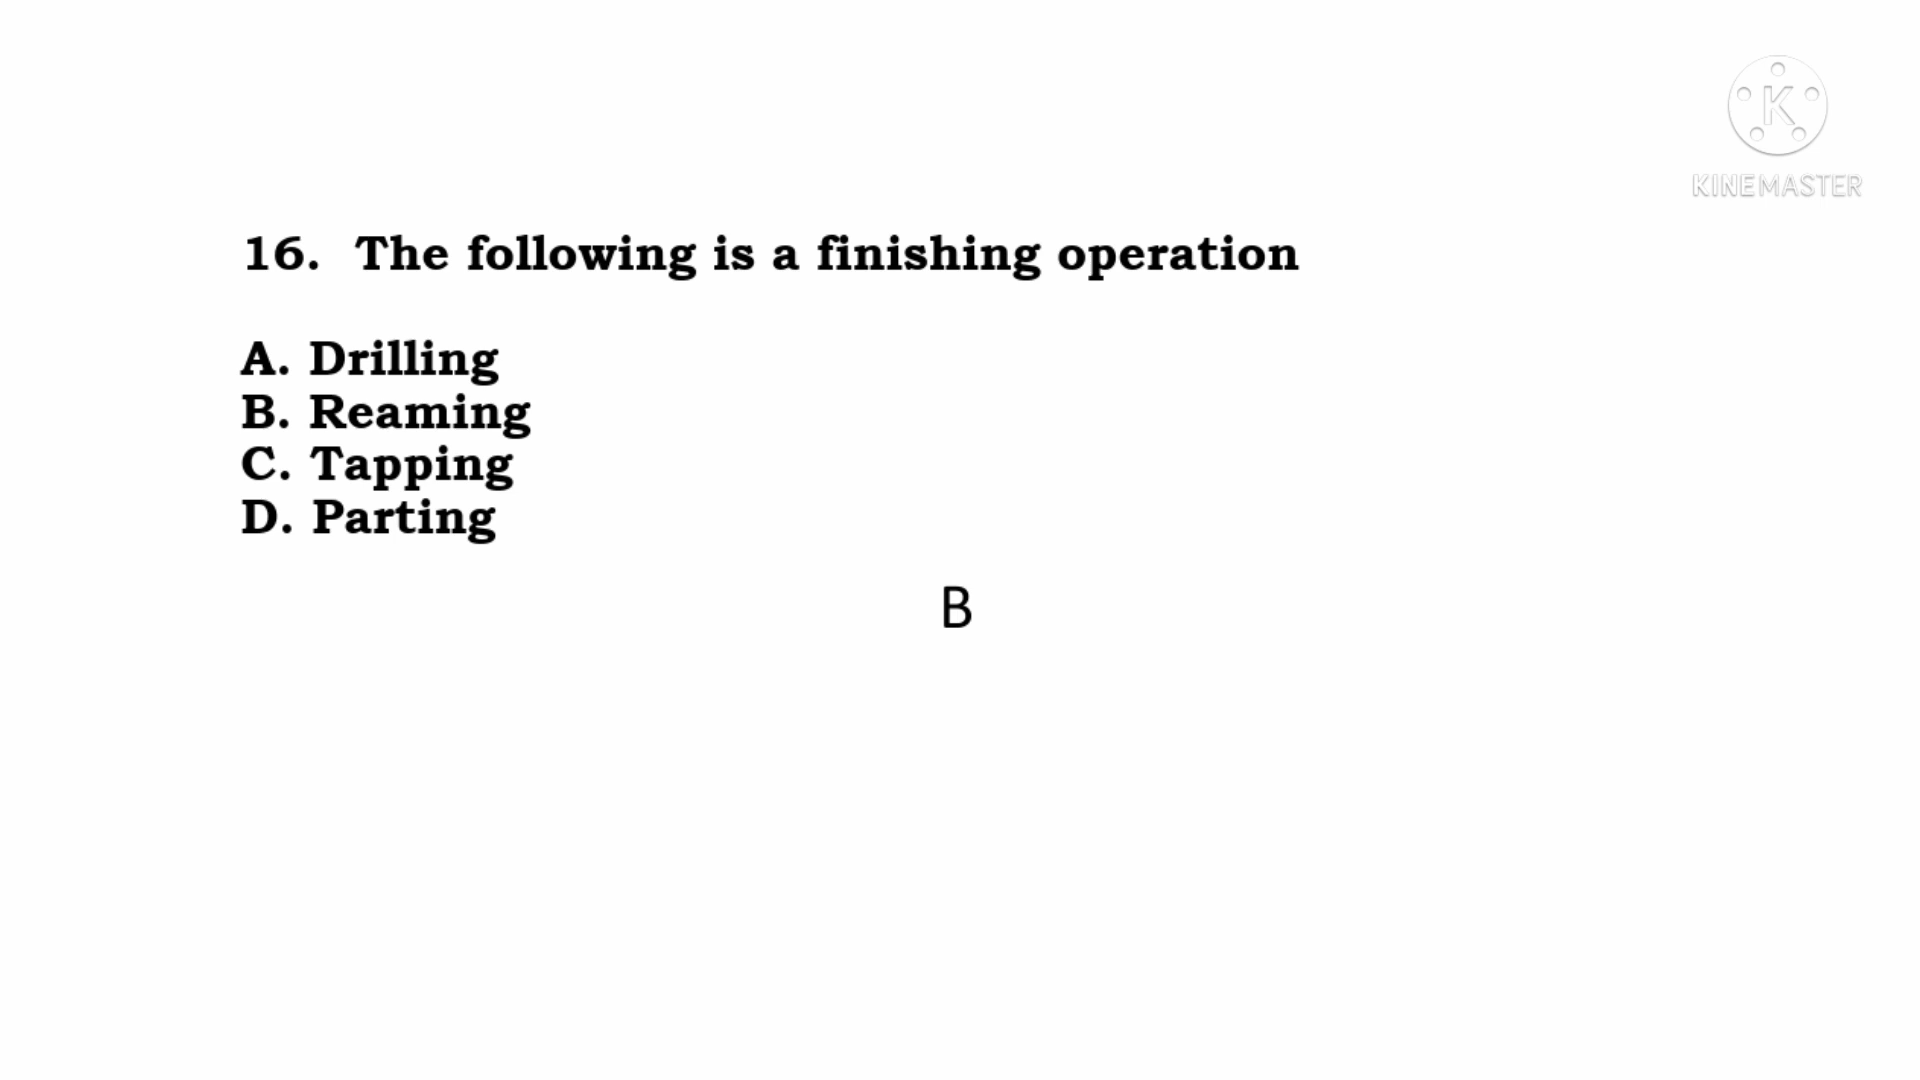 K
KINEMASTER
16. The following is a finishing operation
A. Drilling
B. Reaming
C. Tapping
D. Parting
B